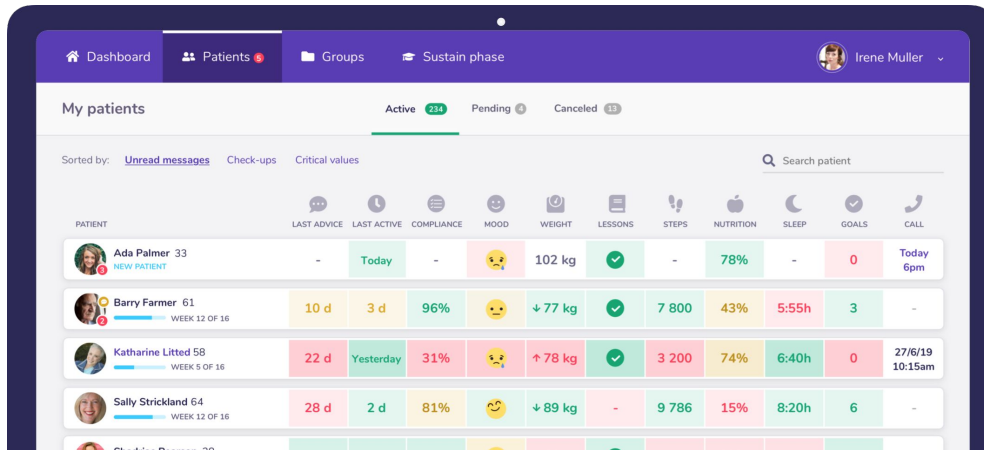 Dashboard Patients 5 Groups Sustain phase Irene Muller
My patients Active 234 Pending 4 Canceled 13
Sorted by: Unread messages Check-ups Critical values Search patient
PATIENT LAST ADVICE LAST ACTIVE COMPLIANCE MOOD WEIGHT LESSONS STEPS NUTRITION SLEEP GOALS CALL
Ada Palmer 33
3 NEW PATIENT - Today - 102 kg - 78% - 0 Today 6pm
Barry Farmer 61
2 WEEK 12 OF 16 10 d 3 d 96% ↓ 77 kg 7 800 43% 5:55h 3 -
Katharine Litted 58
WEEK 5 OF 16 22 d Yesterday 31% ↑ 78 kg 3 200 74% 6:40h 0 27/6/19 10:15am
Sally Strickland 64
WEEK 12 OF 16 28 d 2 d 81% ↓ 89 kg - 9 786 15% 8:20h 6 -